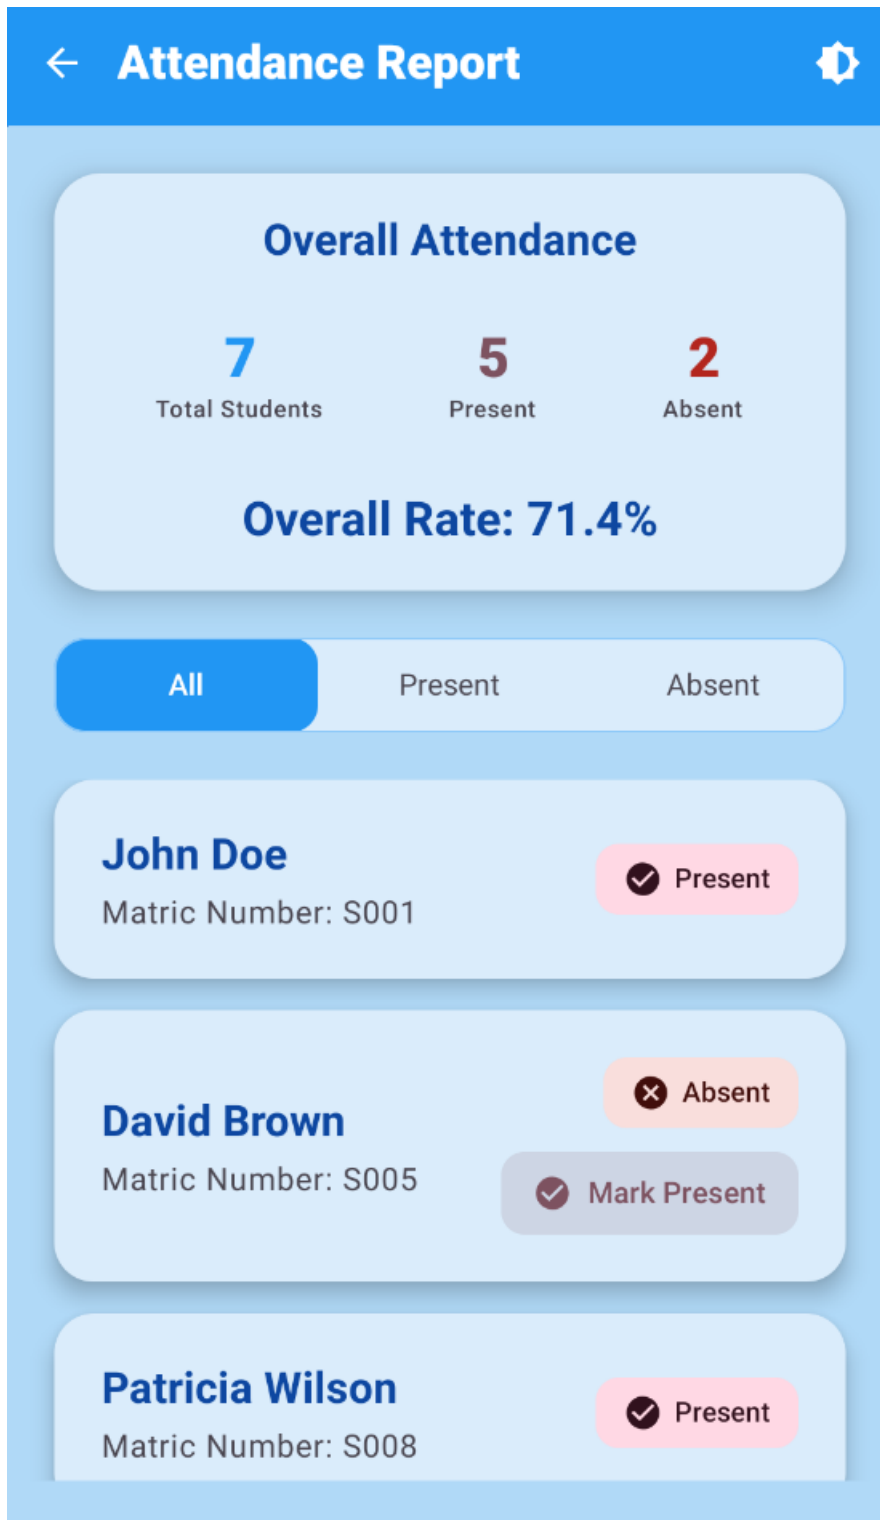 Attendance Report
Overall Attendance
7 5 2
Total Students Present Absent
Overall Rate: 71.4%
All Present Absent
John Doe
Matric Number: S001
Present
David Brown
Matric Number: S005
Absent
Mark Present
Patricia Wilson
Matric Number: S008
Present